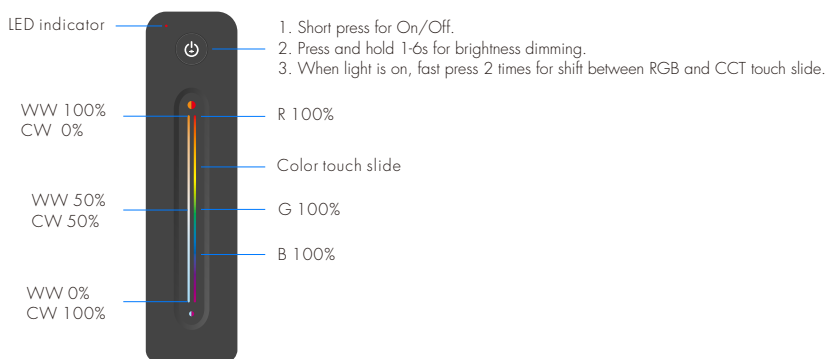 LED indicator
1. Short press for On/Off.
2. Press and hold 1-6s for brightness dimming.
3. When light is on, fast press 2 times for shift between RGB and CCT touch slide.
WW 100%
CW 0%
R 100%
Color touch slide
WW 50%
CW 50%
G 100%
B 100%
WW 0%
CW 100%